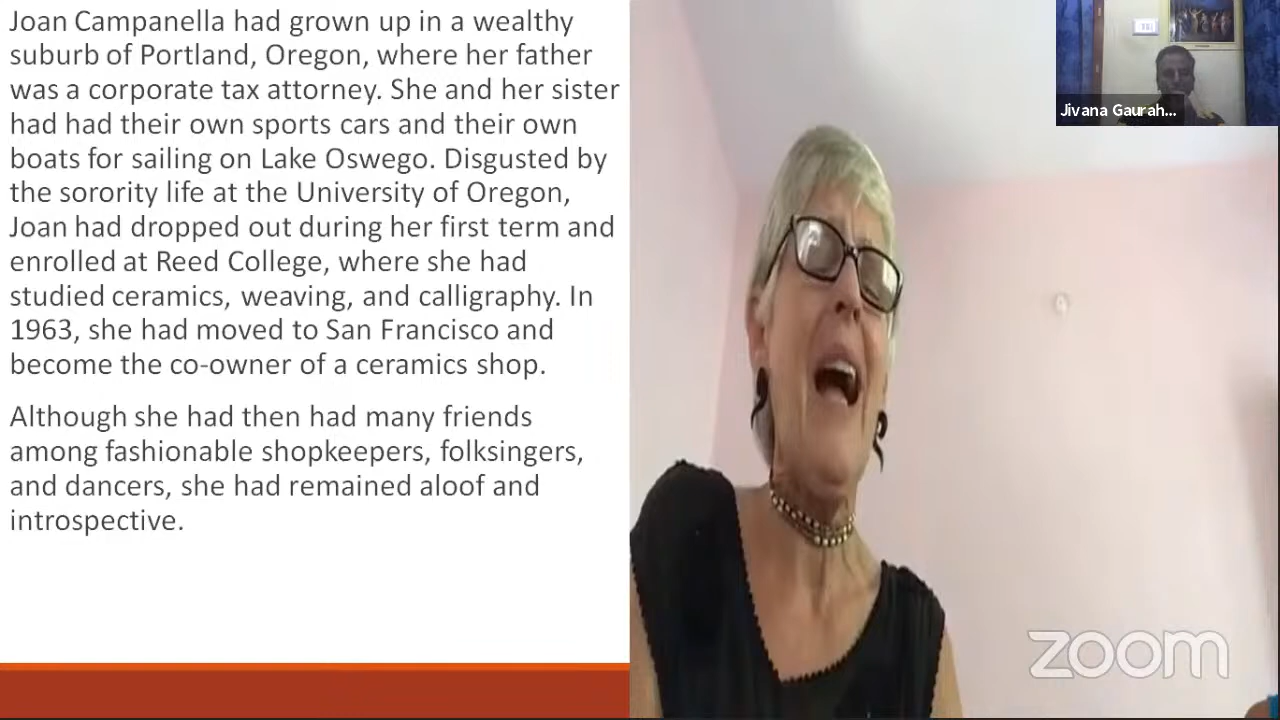 Joan Campanella had grown up in a wealthy
suburb of Portland, Oregon, where her father
was a corporate tax attorney. She and her sister
had had their own sports cars and their own
boats for sailing on Lake Oswego. Disgusted by
the sorority life at the University of Oregon,
Joan had dropped out during her first term and
enrolled at Reed College, where she had
studied ceramics, weaving, and calligraphy. In
1963, she had moved to San Francisco and
become the co-owner of a ceramics shop.
Although she had then had many friends
among fashionable shopkeepers, folksingers,
and dancers, she had remained aloof and
introspective.
Jivana Gaurah...
zoom